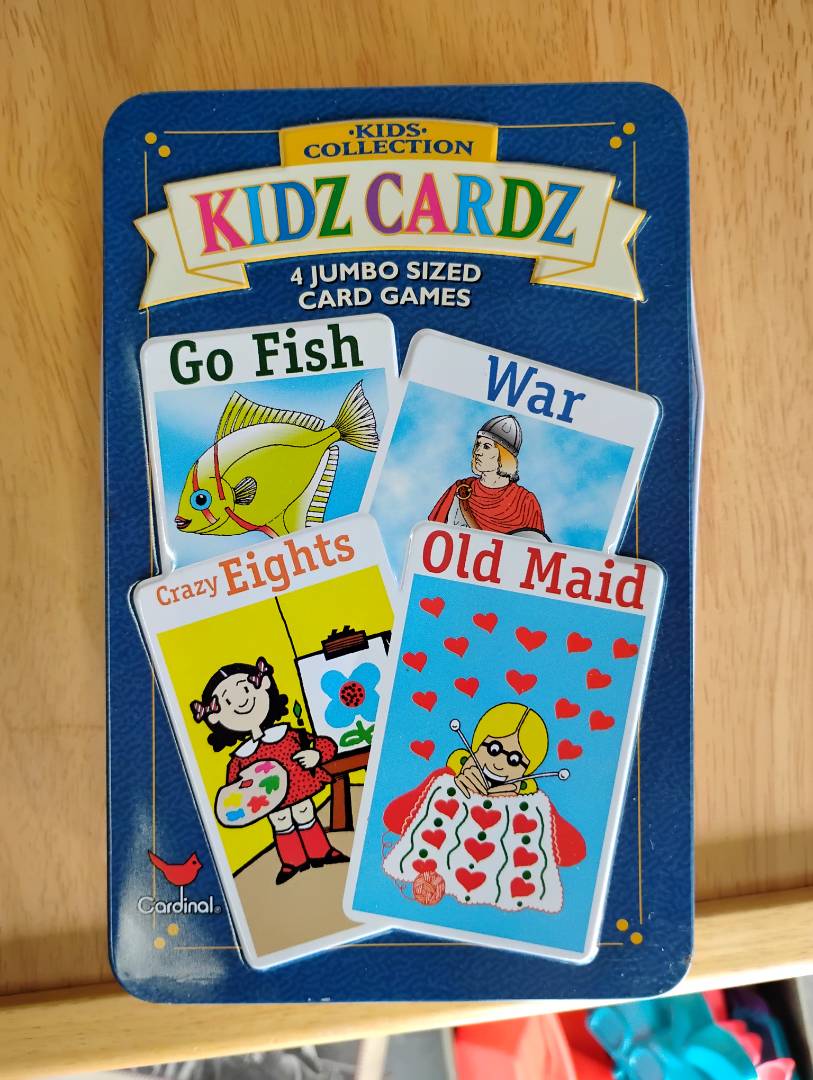 ·KIDS·
COLLECTION
KIDZ CARDZ
4 JUMBO SIZED
CARD GAMES
Go Fish
War
Crazy Eights
Old Maid
Cardinal®